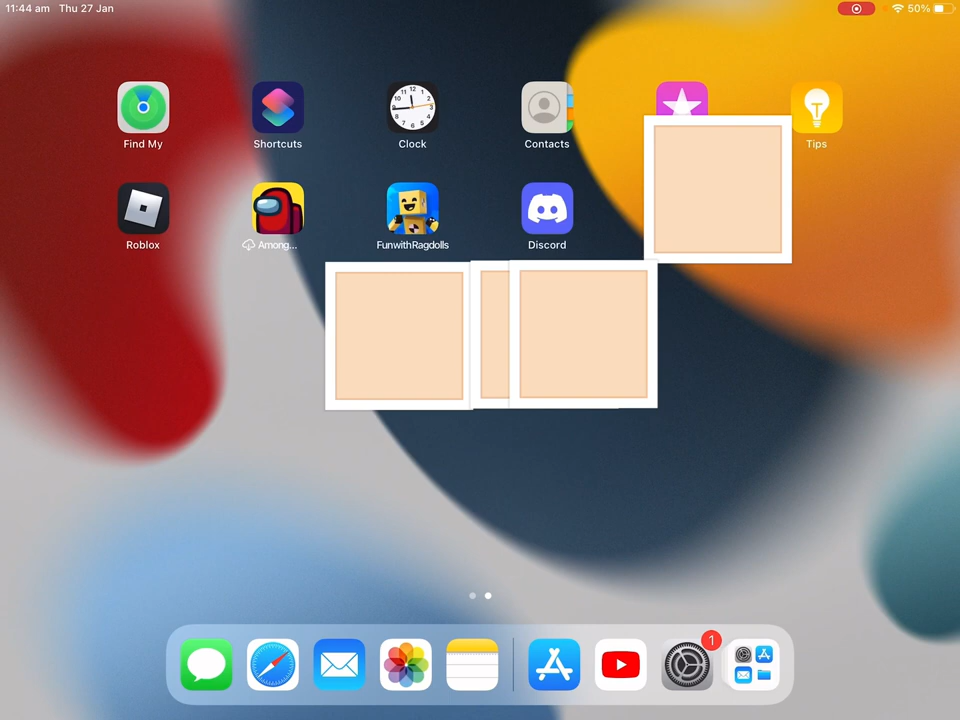 11:44 am Thu 27 Jan
50%
Find My
Shortcuts
Clock
Contacts
Tips
Roblox
Among...
FunwithRagdolls
Discord
1